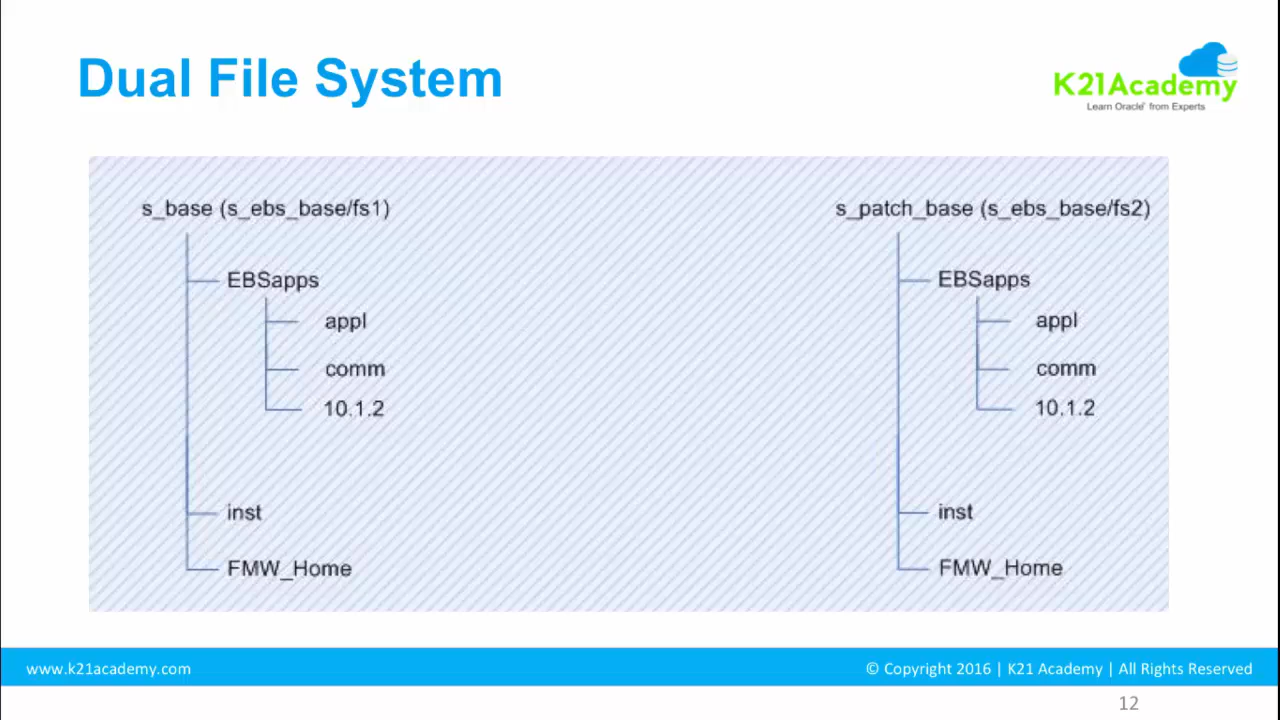 Dual File System
K21Academy
Learn Oracle' from Experts
s_base (s_ebs_base/fs1)
EBSapps
appl
comm
10.1.2
inst
FMW_Home
s_patch_base (s_ebs_base/fs2)
EBSapps
appl
comm
10.1.2
inst
FMW_Home
www.k21academy.com
© Copyright 2016 | K21 Academy | All Rights Reserved
12